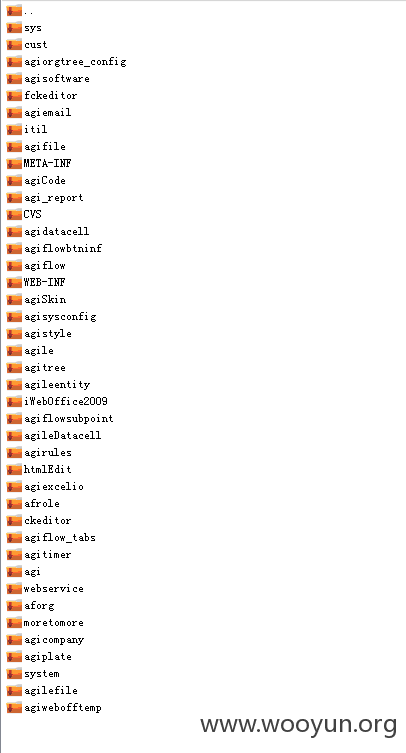 ..
sys
cust
agiorgtree_config
agisoftware
fckeditor
agiemail
itil
agifile
META-INF
agiCode
agi_report
CVS
agidatacell
agiflowbtninf
agiflow
WEB-INF
agiSkin
agisysconfig
agistyle
agile
agitree
agileentity
iWebOffice2009
agiflowsubpoint
agileDatacell
agirules
htmlEdit
agiexcelio
afrole
ckeditor
agiflow_tabs
agitimer
agi
webservice
aforg
moretomore
agicompany
agiplate
system
agilefile
agiwebofftemp
www.wooyun.org